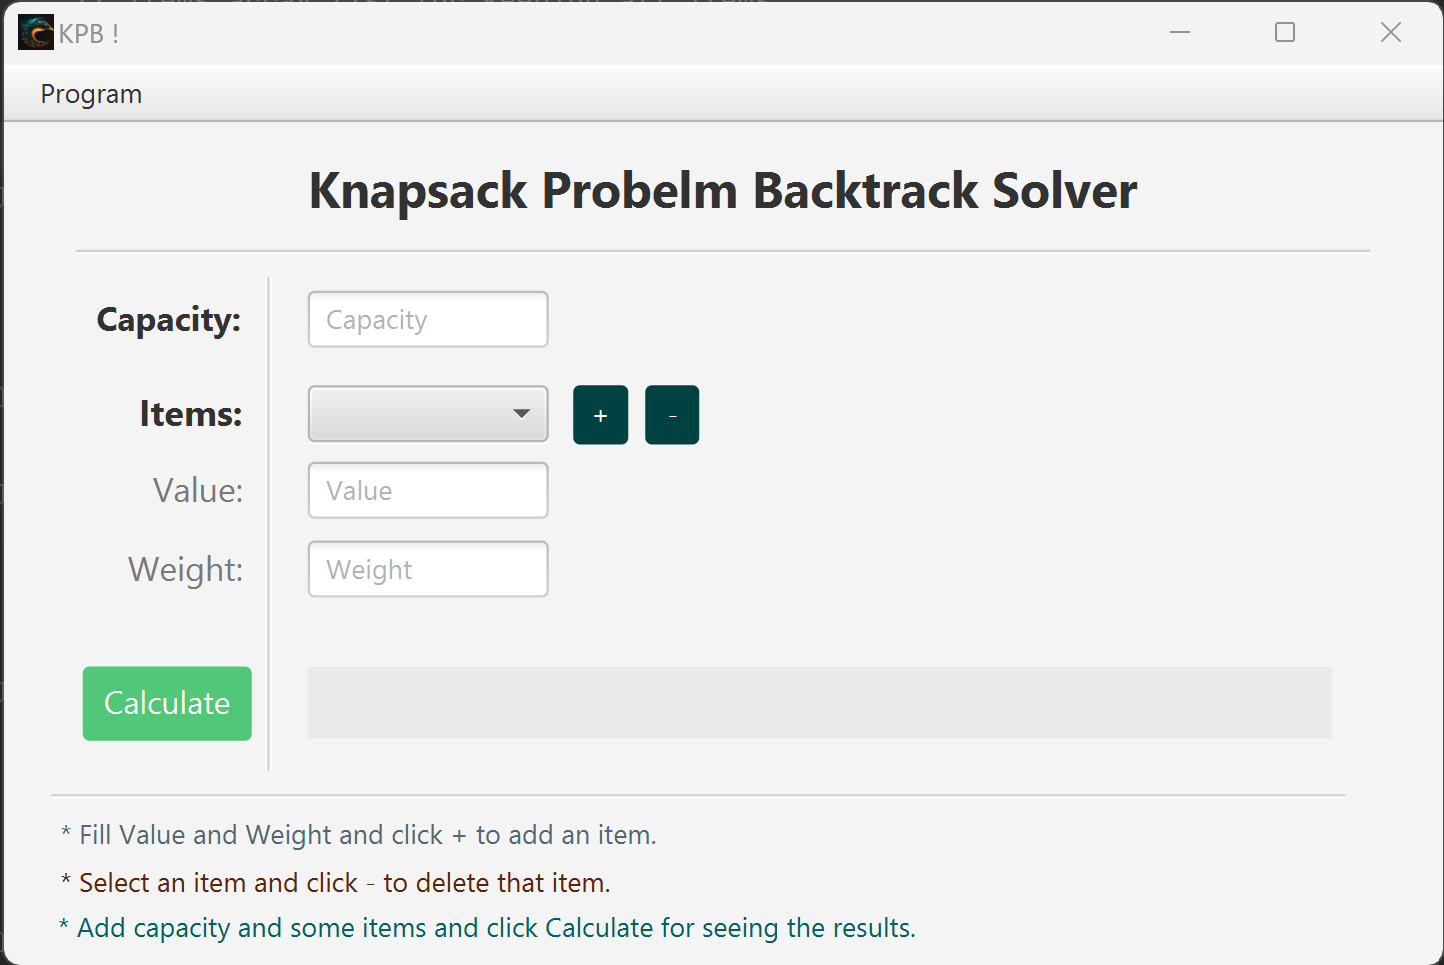 KPB !
Program
Knapsack Probelm Backtrack Solver
Capacity: Capacity
Items: + -
Value: Value
Weight: Weight
Calculate
* Fill Value and Weight and click + to add an item.
* Select an item and click - to delete that item.
* Add capacity and some items and click Calculate for seeing the results.